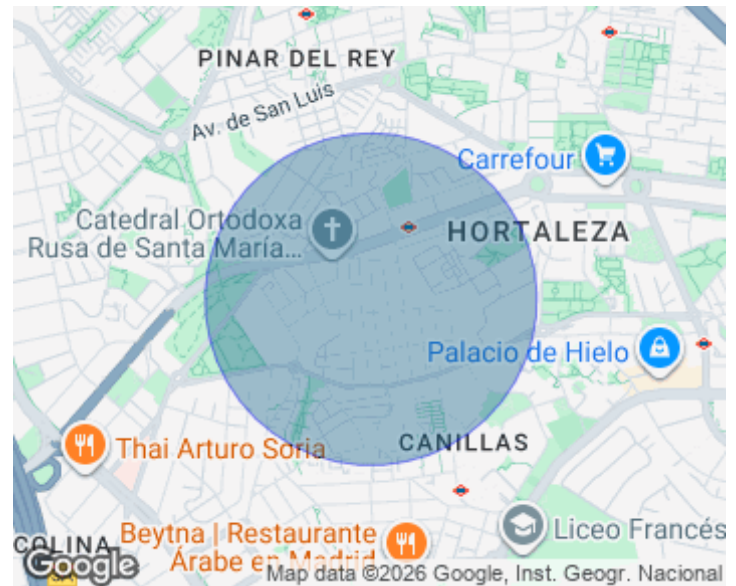 PINAR DEL REY
Av. de San Luis
Carrefour
Catedral Ortodoxa
Rusa de Santa María...
HORTALEZA
Palacio de Hielo
CANILLAS
Thai Arturo Soria
Beytna | Restaurante
Árabe en Madrid
Liceo Francés
COLINA
Google
Map data ©2026 Google, Inst. Geogr. Nacional